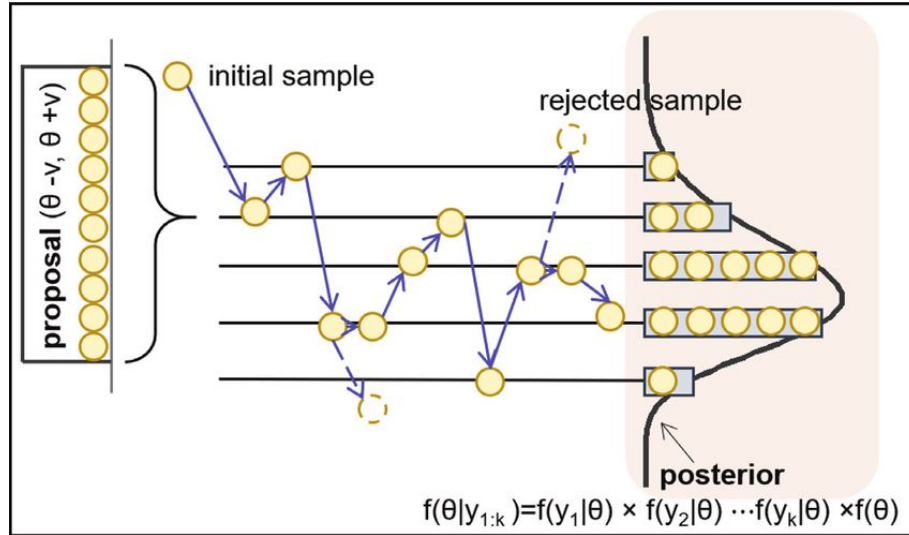 proposal (θ -v, θ +v)
initial sample
rejected sample
posterior
f(θ|y₁:ₖ)=f(y₁|θ) × f(y₂|θ) ⋯f(yₖ|θ) ×f(θ)